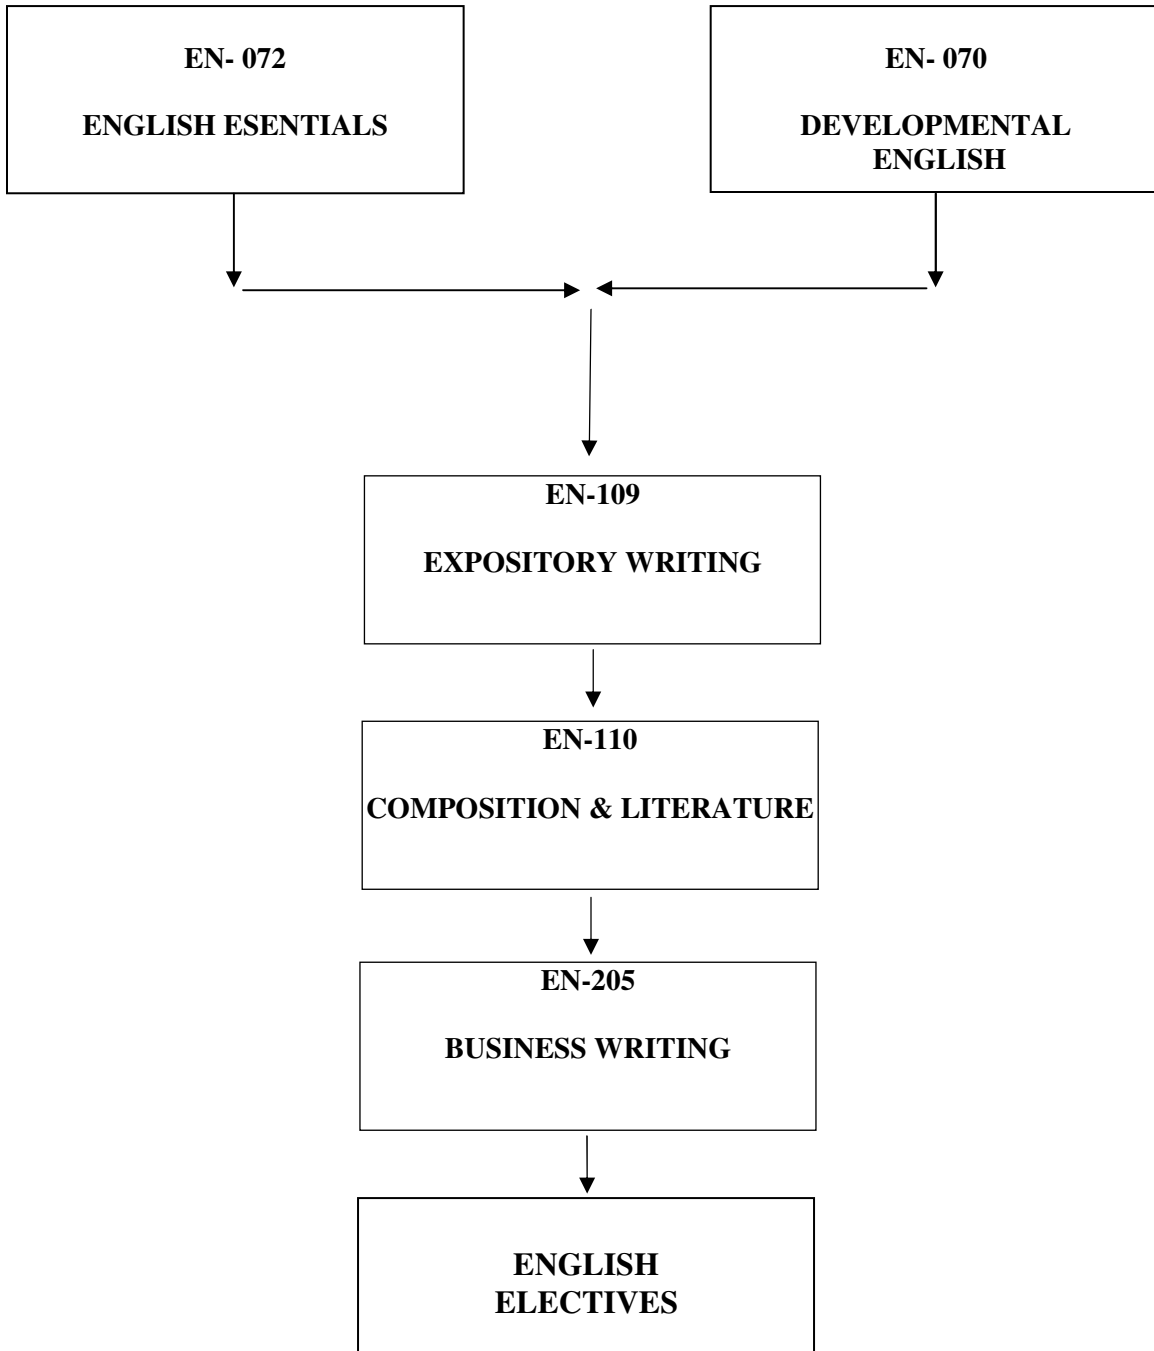 EN- 072
ENGLISH ESENTIALS
EN- 070
DEVELOPMENTAL
ENGLISH
EN-109
EXPOSITORY WRITING
EN-110
COMPOSITION & LITERATURE
EN-205
BUSINESS WRITING
ENGLISH
ELECTIVES